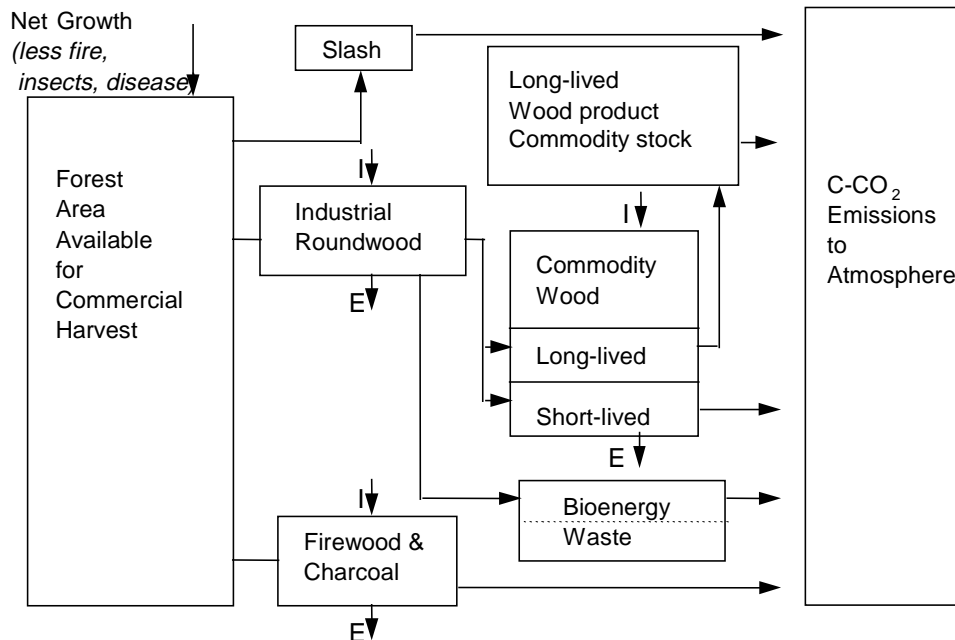 Net Growth
(less fire,
insects, disease)
Slash
Long-lived
Wood product
Commodity stock
Forest
Area
Available
for
Commercial
Harvest
I
Industrial
Roundwood
E
I
Commodity
Wood
Long-lived
Short-lived
E
Bioenergy
Waste
I
Firewood &
Charcoal
E
C-CO₂
Emissions
to
Atmosphere